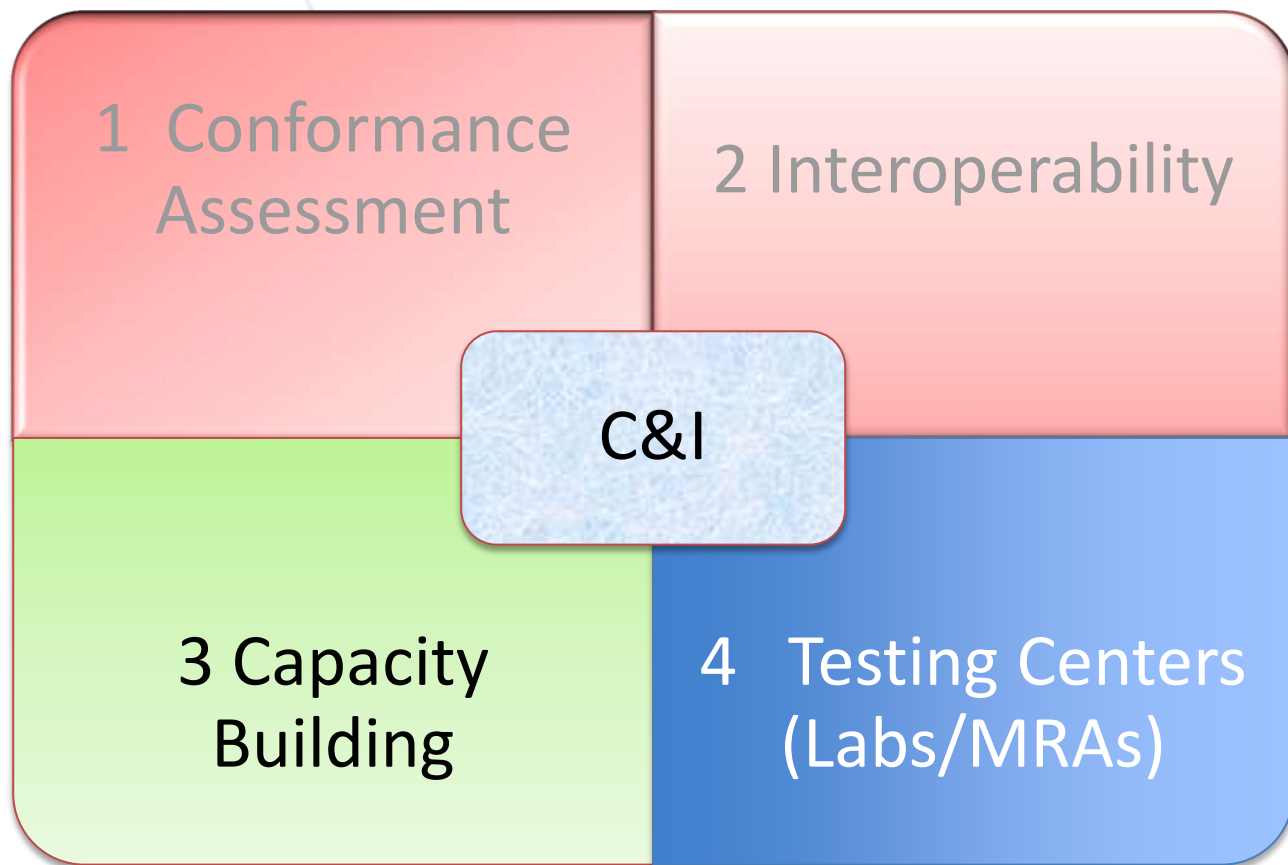 1 Conformance
Assessment
2 Interoperability
C&I
3 Capacity
Building
4 Testing Centers
(Labs/MRAs)